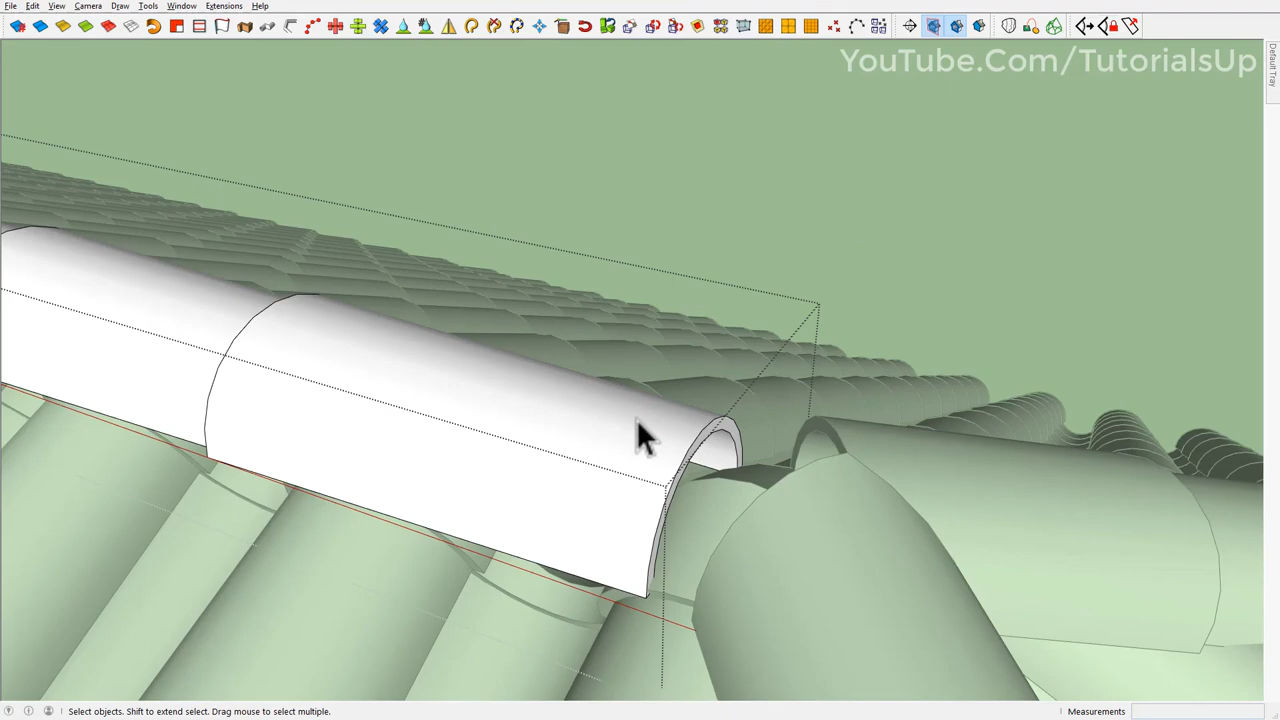 File Edit View Camera Draw Tools Window Extensions Help
YouTube.Com/TutorialsUp
Default Tray
Select objects. Shift to extend select. Drag mouse to select multiple.
Measurements